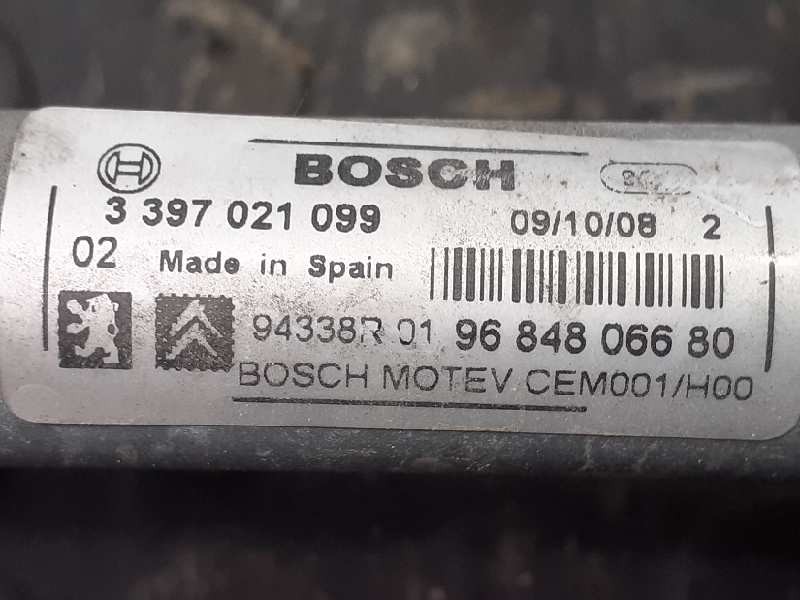 BOSCH
3 397 021 099 09/10/08 2
02 Made in Spain
94338R 01 96 848 066 80
BOSCH MOTEV CEM001/H00